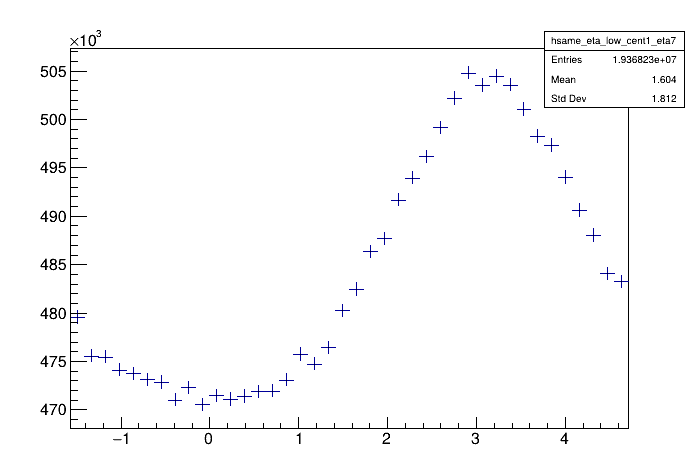 ×10³
hsame_eta_low_cent1_eta7
Entries 1.936823e+07
Mean 1.604
Std Dev 1.812
505
500
495
490
485
480
475
470
−1 0 1 2 3 4